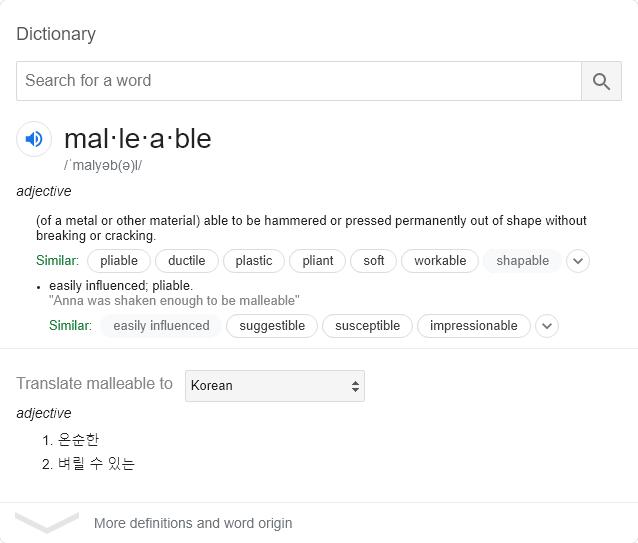 Dictionary
Search for a word
mal·le·a·ble
/ˈmalyəb(ə)l/
adjective
(of a metal or other material) able to be hammered or pressed permanently out of shape without
breaking or cracking.
Similar: pliable ductile plastic pliant soft workable shapable
• easily influenced; pliable.
"Anna was shaken enough to be malleable"
Similar: easily influenced suggestible susceptible impressionable
Translate malleable to Korean
adjective
1. 온순한
2. 벼릴 수 있는
More definitions and word origin